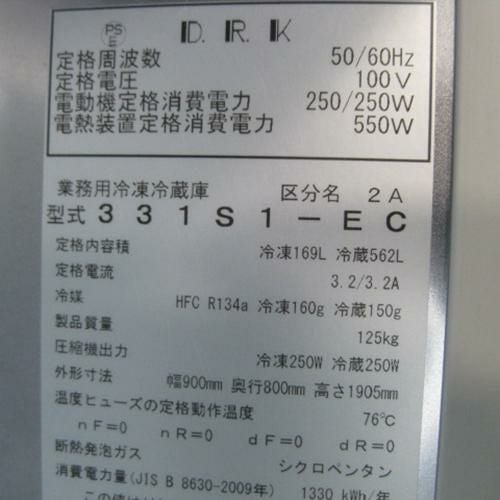 PS
E
D. R. K
定格周波数 50/60Hz
定格電圧 100V
電動機定格消費電力 250/250W
電熱装置定格消費電力 550W
業務用冷凍冷蔵庫 区分名 2A
型式 331S1-EC
定格内容積 冷凍169L 冷蔵562L
定格電流 3.2/3.2A
冷媒 HFC R134a 冷凍160g 冷蔵150g
製品質量 125kg
圧縮機出力 冷凍250W 冷蔵250W
外形寸法 幅900mm 奥行800mm 高さ1905mm
温度ヒューズの定格動作温度 76℃
nF=0 nR=0 dF=0 dR=0
断熱発泡ガス シクロペンタン
消費電力量(JIS B 8630-2009年) 1330 kWh/年